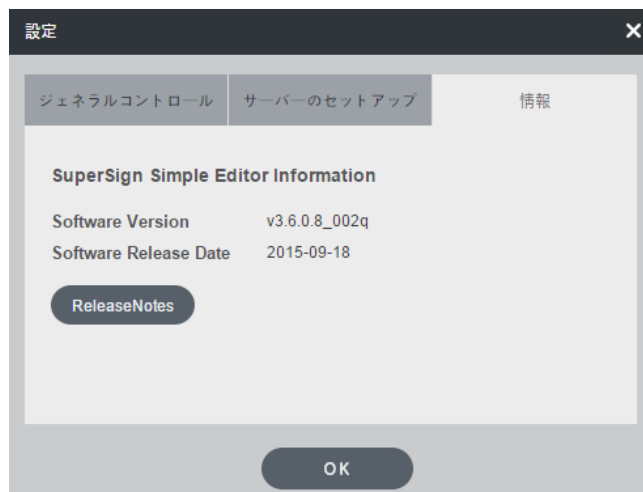 設定
ジェネラルコントロール サーバーのセットアップ 情報
SuperSign Simple Editor Information
Software Version v3.6.0.8_002q
Software Release Date 2015-09-18
ReleaseNotes
OK